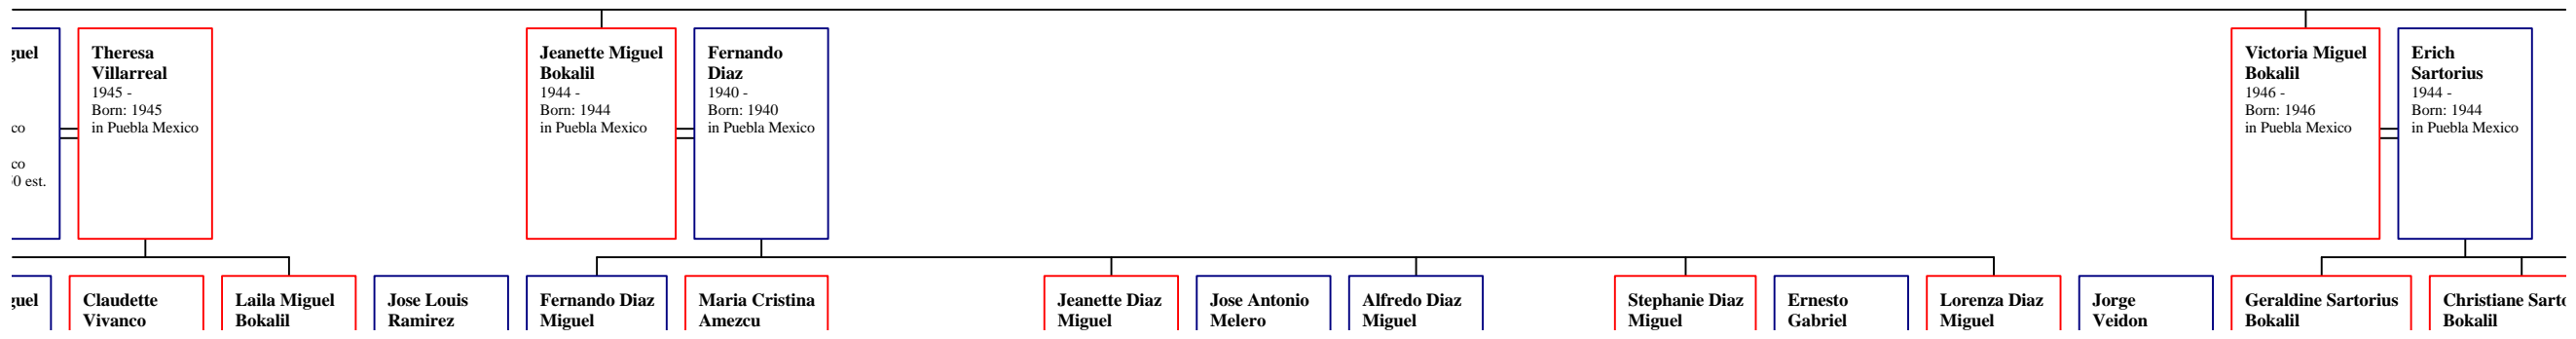 Theresa
Villarreal
1945 -
Born: 1945
in Puebla Mexico
Jeanette Miguel
Bokalil
1944 -
Born: 1944
in Puebla Mexico
Fernando
Diaz
1940 -
Born: 1940
in Puebla Mexico
Victoria Miguel
Bokalil
1946 -
Born: 1946
in Puebla Mexico
Erich
Sartorius
1944 -
Born: 1944
in Puebla Mexico
est.
Claudette
Vivanco
Laila Miguel
Bokalil
Jose Louis
Ramirez
Fernando Diaz
Miguel
Maria Cristina
Amezcu
Jeanette Diaz
Miguel
Jose Antonio
Melero
Alfredo Diaz
Miguel
Stephanie Diaz
Miguel
Ernesto
Gabriel
Lorenza Diaz
Miguel
Jorge
Veidon
Geraldine Sartorius
Bokalil
Christiane
Bokalil